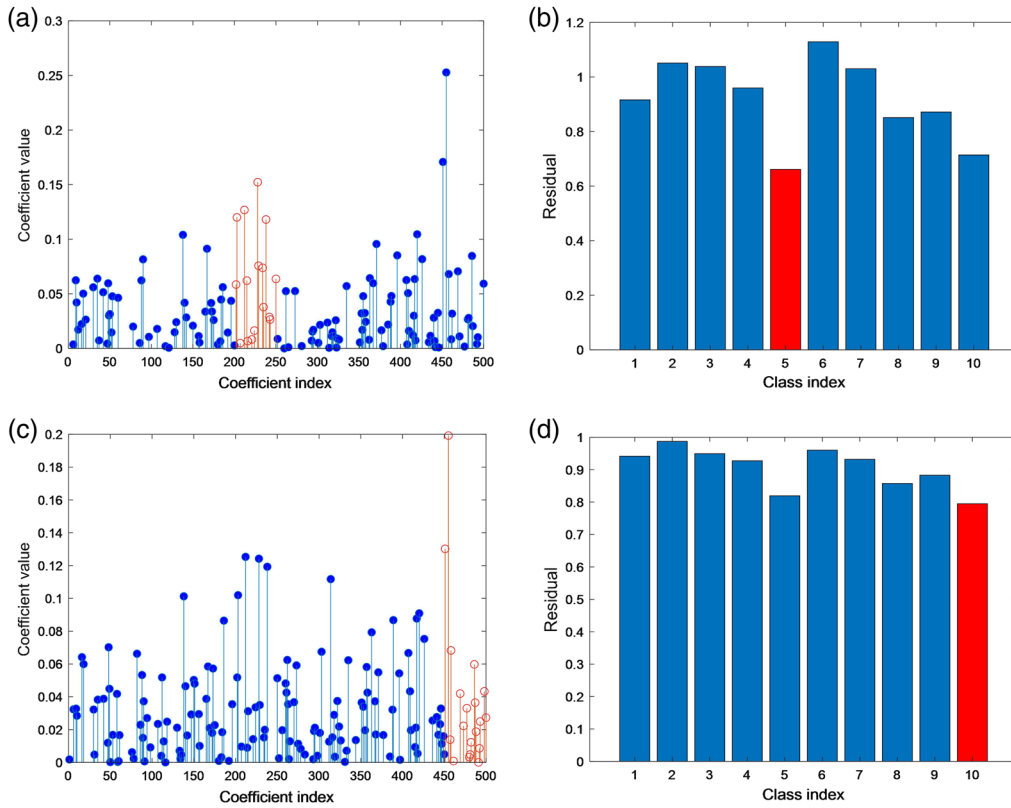 (a)
0.3
0.25
0.2
0.15
0.1
0.05
0
Coefficient value
0 50 100 150 200 250 300 350 400 450 500
Coefficient index
(b)
1.2
1
0.8
0.6
0.4
0.2
0
Residual
1 2 3 4 5 6 7 8 9 10
Class index
(c)
0.2
0.18
0.16
0.14
0.12
0.1
0.08
0.06
0.04
0.02
0
Coefficient value
0 50 100 150 200 250 300 350 400 450 500
Coefficient index
(d)
1
0.9
0.8
0.7
0.6
0.5
0.4
0.3
0.2
0.1
0
Residual
1 2 3 4 5 6 7 8 9 10
Class index